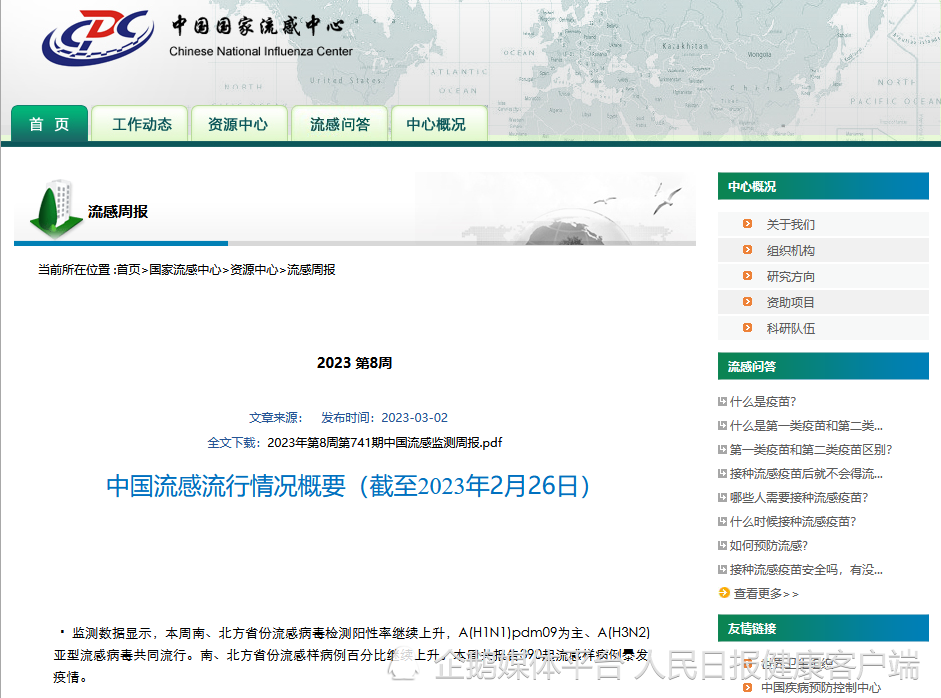 中国国家流感中心
Chinese National Influenza Center
首 页
工作动态
资源中心
流感问答
中心概况
流感周报
当前所在位置 :首页>国家流感中心>资源中心>流感周报
2023 第8周
文章来源： 发布时间：2023-03-02
全文下载：2023年第8周第741期中国流感监测周报.pdf
中国流感流行情况概要（截至2023年2月26日）
· 监测数据显示，本周南、北方省份流感病毒检测阳性率继续上升，A(H1N1)pdm09为主、A(H3N2)
亚型流感病毒共同流行。南、北方省份流感样病例百分比继续上升。本周共报告390起流感样病例暴发
疫情。
中心概况
关于我们
组织机构
研究方向
资助项目
科研队伍
流感问答
什么是疫苗?
什么是第一类疫苗和第二类...
第一类疫苗和第二类疫苗区别?
接种流感疫苗后就不会得流...
哪些人需要接种流感疫苗?
什么时候接种流感疫苗?
如何预防流感?
接种流感疫苗安全吗，有没...
查看更多>>
友情链接
世界卫生组织
中国疾病预防控制中心
企鹅媒体平台 人民日报健康客户端